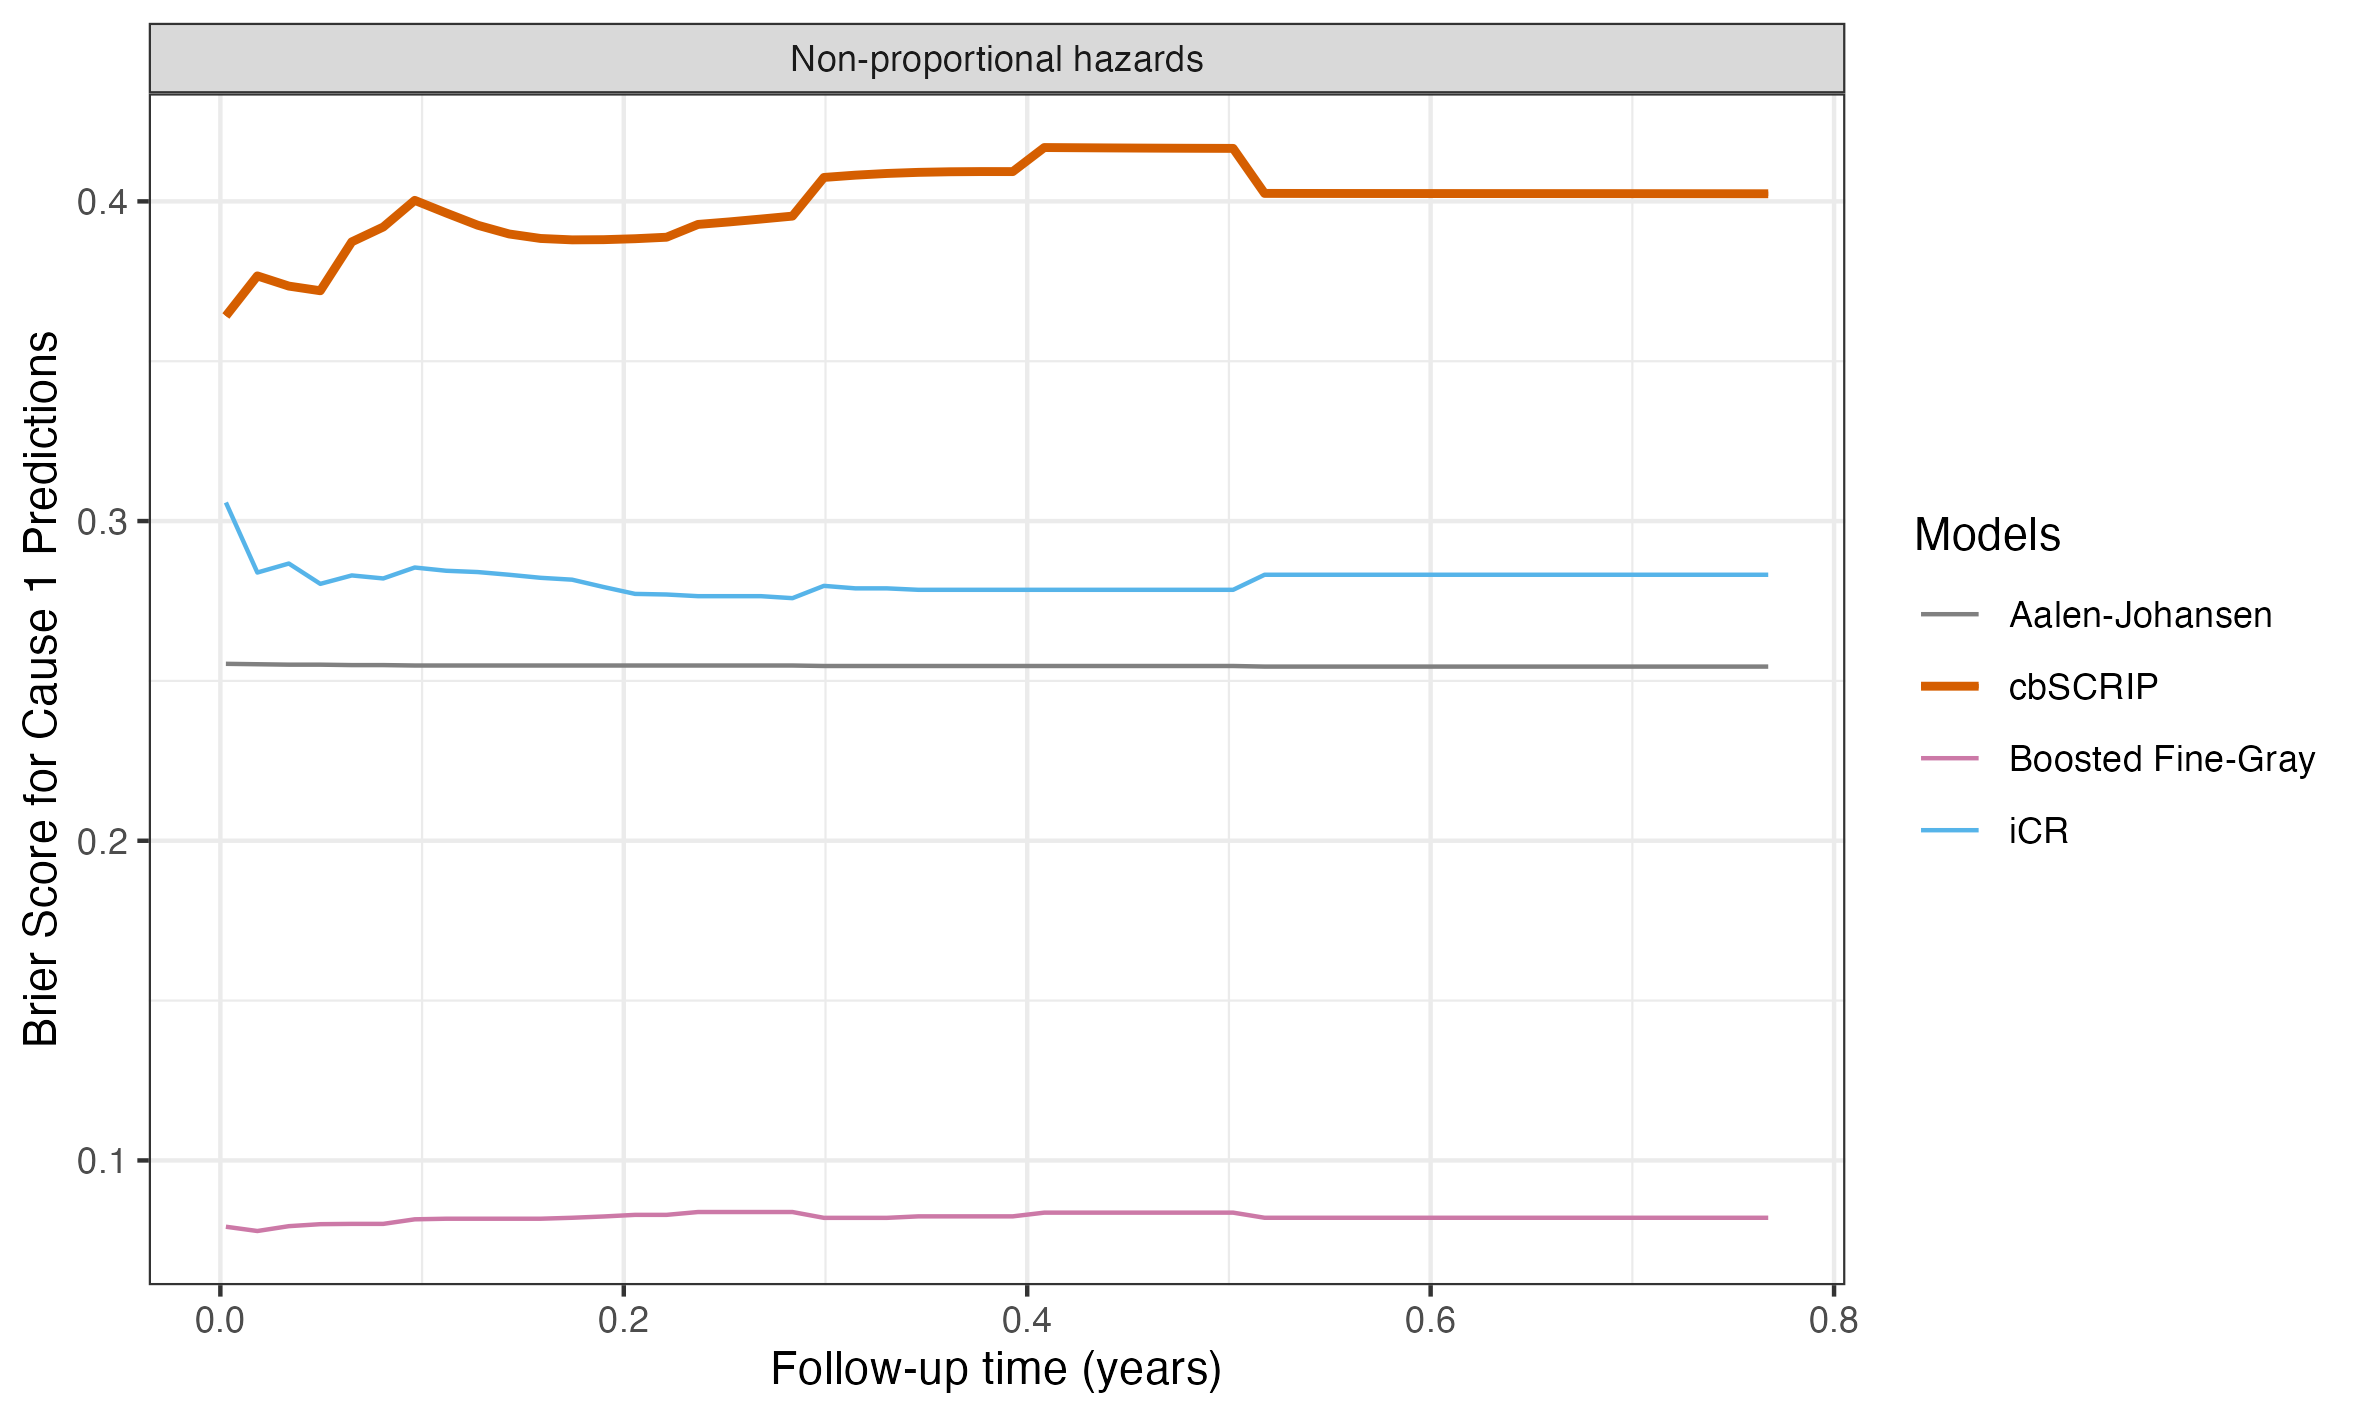 Non-proportional hazards
Brier Score for Cause 1 Predictions
0.4
0.3
0.2
0.1
0.0
0.2
0.4
0.6
0.8
Follow-up time (years)
Models
Aalen-Johansen
cbSCRIP
Boosted Fine-Gray
iCR